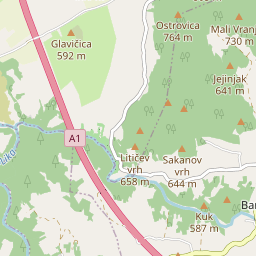 Ostrovica
764 m
Mali Vranj
730 m
Glavičica
592 m
Jejinjak
641 m
A1
Lika
Litičev
vrh
658 m
Sakanov
vrh
644 m
Kuk
587 m
Bar